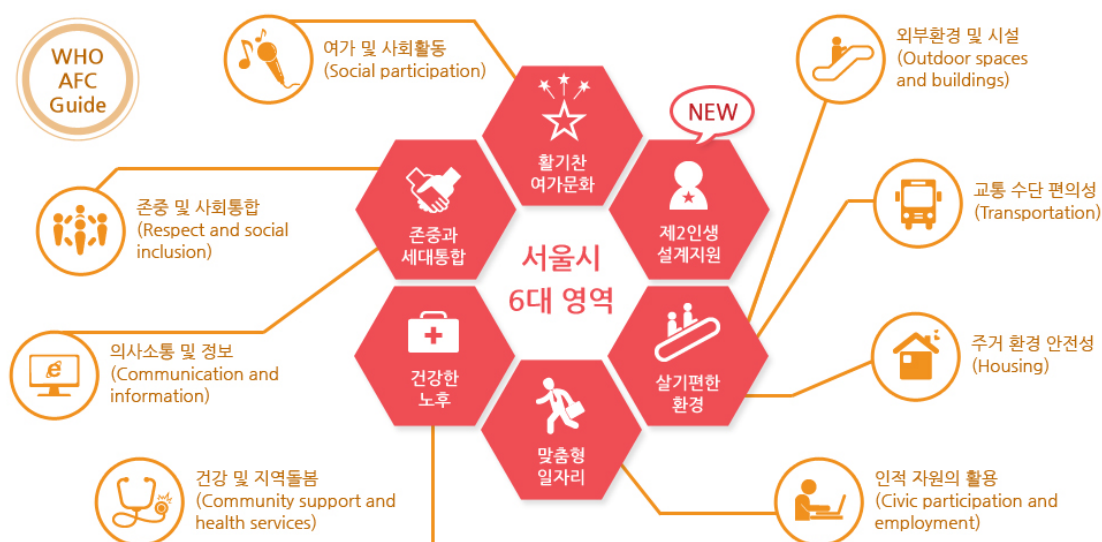 WHO
AFC
Guide
여가 및 사회활동
(Social participation)
외부환경 및 시설
(Outdoor spaces
and buildings)
NEW
활기찬
여가문화
존중 및 사회통합
(Respect and social
inclusion)
존중과
세대통합
제2인생
설계지원
교통 수단 편의성
(Transportation)
서울시
6대 영역
의사소통 및 정보
(Communication and
information)
건강한
노후
살기편한
환경
주거 환경 안전성
(Housing)
맞춤형
일자리
건강 및 지역돌봄
(Community support and
health services)
인적 자원의 활용
(Civic participation and
employment)